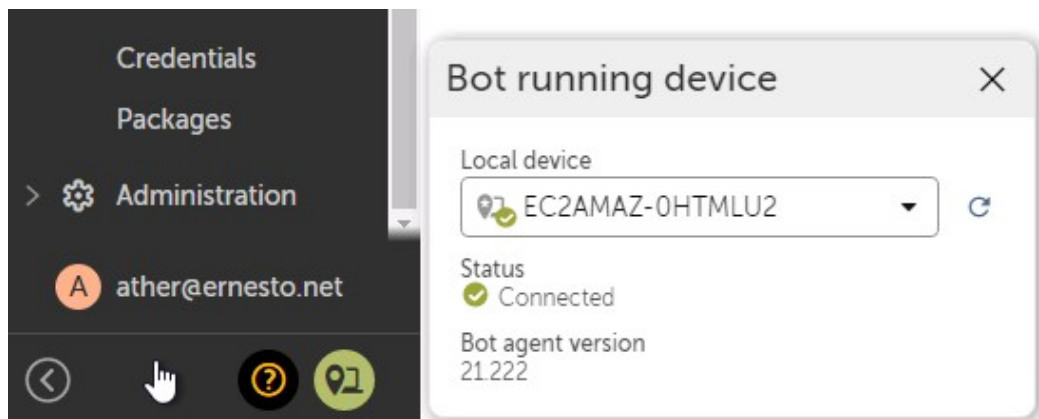 Credentials
Packages
Administration
A ather@ernesto.net
Bot running device
Local device
EC2AMAZ-0HTMLU2
Status
Connected
Bot agent version
21.222